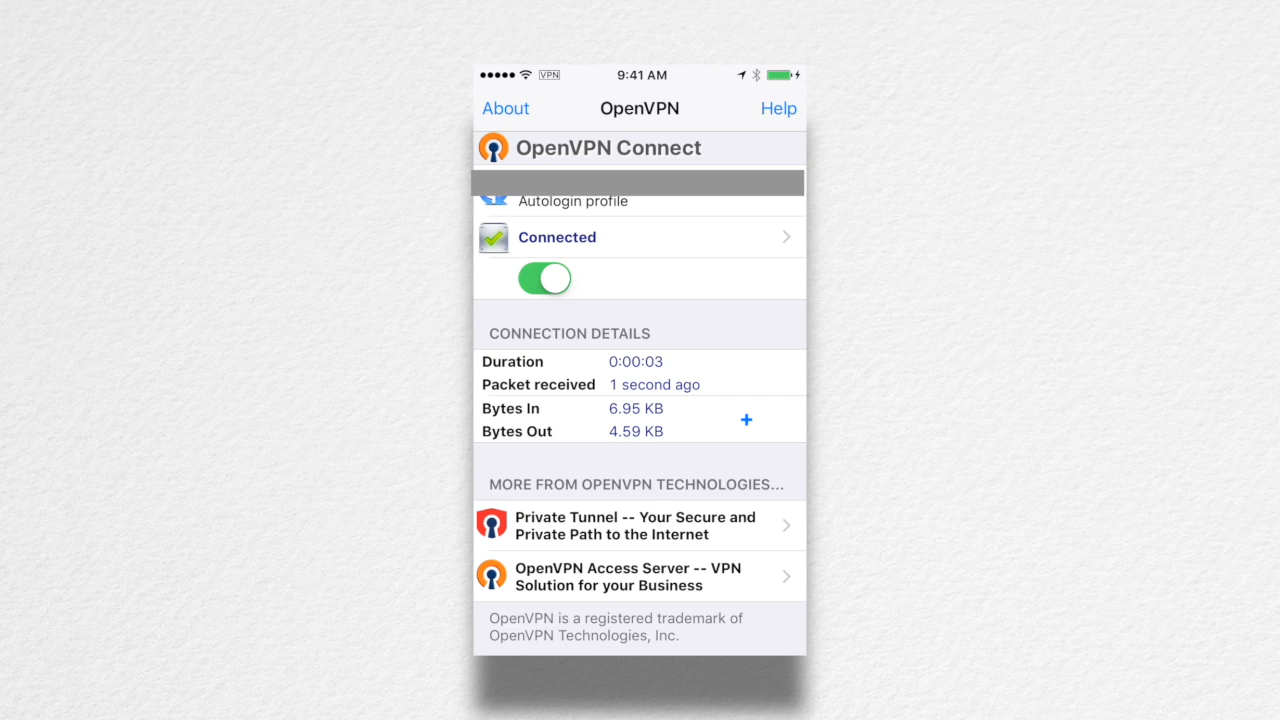 VPN 9:41 AM
About OpenVPN Help
OpenVPN Connect
Autologin profile
Connected
CONNECTION DETAILS
Duration 0:00:03
Packet received 1 second ago
Bytes In 6.95 KB
+
Bytes Out 4.59 KB
MORE FROM OPENVPN TECHNOLOGIES...
Private Tunnel -- Your Secure and
Private Path to the Internet
OpenVPN Access Server -- VPN
Solution for your Business
OpenVPN is a registered trademark of
OpenVPN Technologies, Inc.